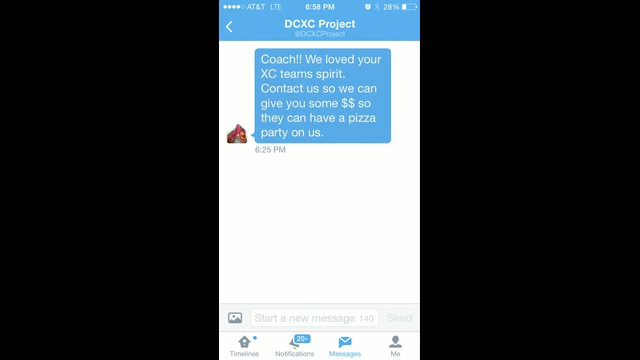 AT&T LTE 6:58 PM 28%
DCXC Project
@DCXCProject
Coach!! We loved your
XC teams spirit.
Contact us so we can
give you some $$ so
they can have a pizza
party on us.
6:25 PM
Start a new message 140 Send
20+
Timelines Notifications Messages Me